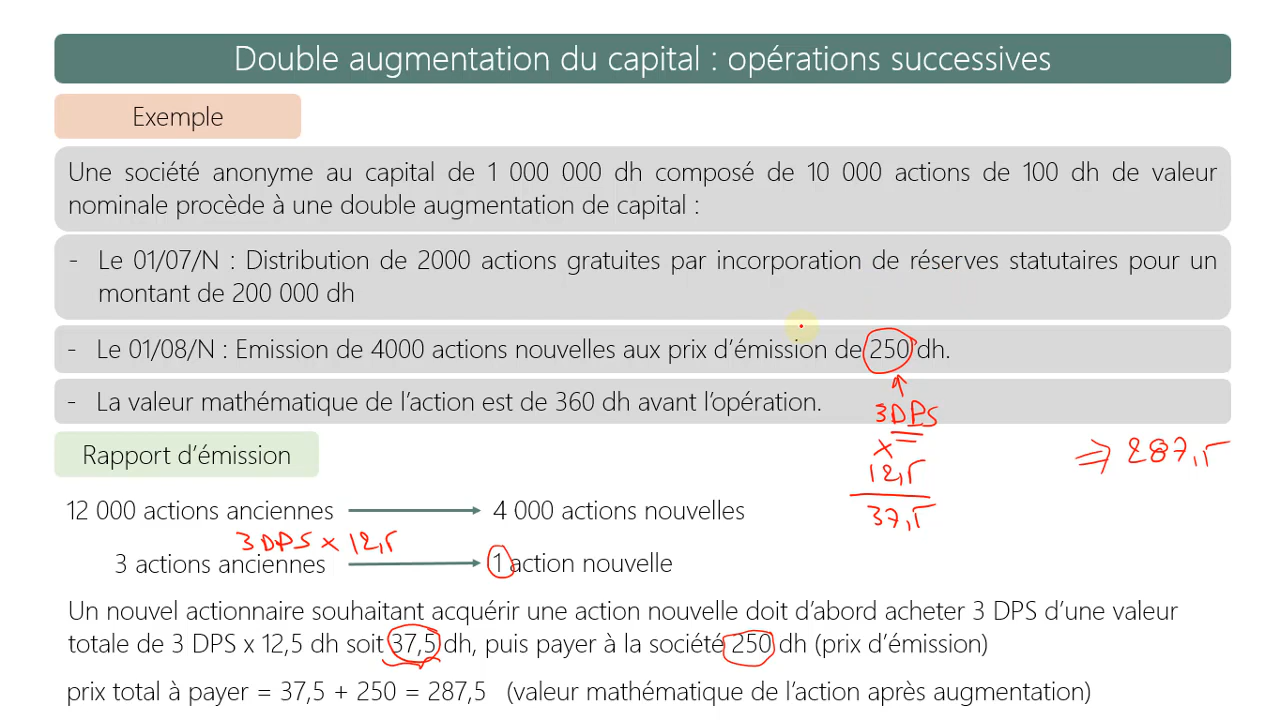 Double augmentation du capital : opérations successives
Exemple
Une société anonyme au capital de 1 000 000 dh composé de 10 000 actions de 100 dh de valeur
nominale procède à une double augmentation de capital :
- Le 01/07/N : Distribution de 2000 actions gratuites par incorporation de réserves statutaires pour un
montant de 200 000 dh
- Le 01/08/N : Emission de 4000 actions nouvelles aux prix d’émission de 250 dh.
- La valeur mathématique de l’action est de 360 dh avant l’opération.
3DPS
x
12,5
37,5
⇒ 287,5
Rapport d’émission
12 000 actions anciennes 4 000 actions nouvelles
3 DPS x 12,5
3 actions anciennes 1 action nouvelle
Un nouvel actionnaire souhaitant acquérir une action nouvelle doit d’abord acheter 3 DPS d’une valeur
totale de 3 DPS x 12,5 dh soit 37,5 dh, puis payer à la société 250 dh (prix d’émission)
prix total à payer = 37,5 + 250 = 287,5 (valeur mathématique de l’action après augmentation)